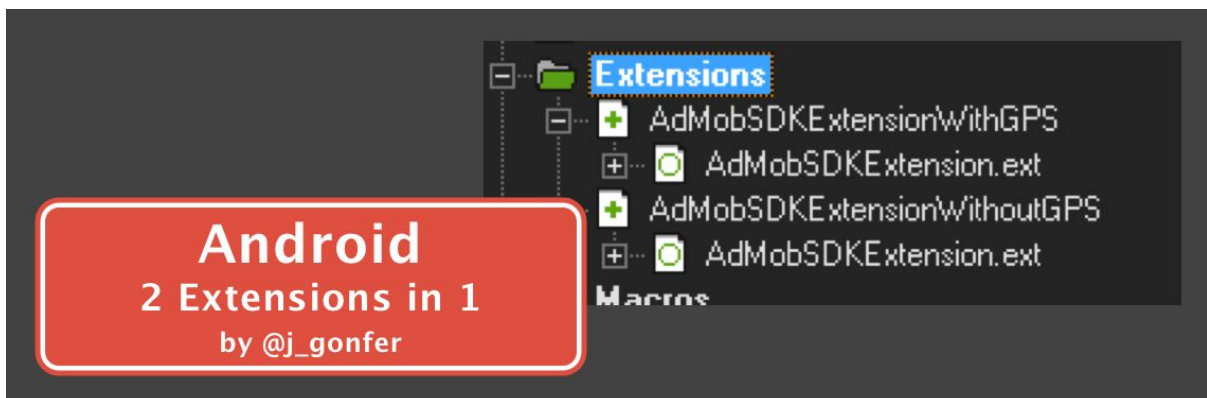 Extensions
AdMobSDKExtensionWithGPS
AdMobSDKExtension.ext
AdMobSDKExtensionWithoutGPS
AdMobSDKExtension.ext
Macros
Android
2 Extensions in 1
by @j_gonfer